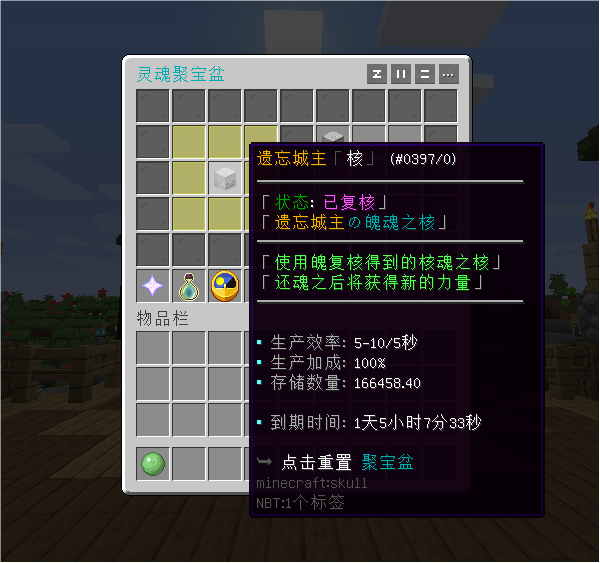 灵魂聚宝盆
遗忘城主「核」 (#0397/0)
「状态: 已复核」
「遗忘城主の魄魂之核」
「使用魄复核得到的核魂之核」
「还魂之后将获得新的力量」
物品栏
▪ 生产效率: 5-10/5秒
▪ 生产加成: 100%
▪ 存储数量: 166458.40
▪ 到期时间: 1天5小时7分33秒
→ 点击重置 聚宝盆
minecraft:skull
NBT:1个标签